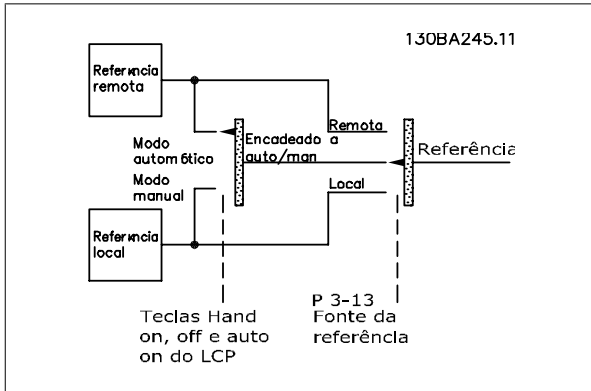 130BA245.11
Referência
remota
Remota
Modo
automático
Encadeado a
auto/man
Referência
Modo
manual
Local
Referência
local
Teclas Hand
on, off e auto
on do LCP
P 3-13
Fonte da
referência